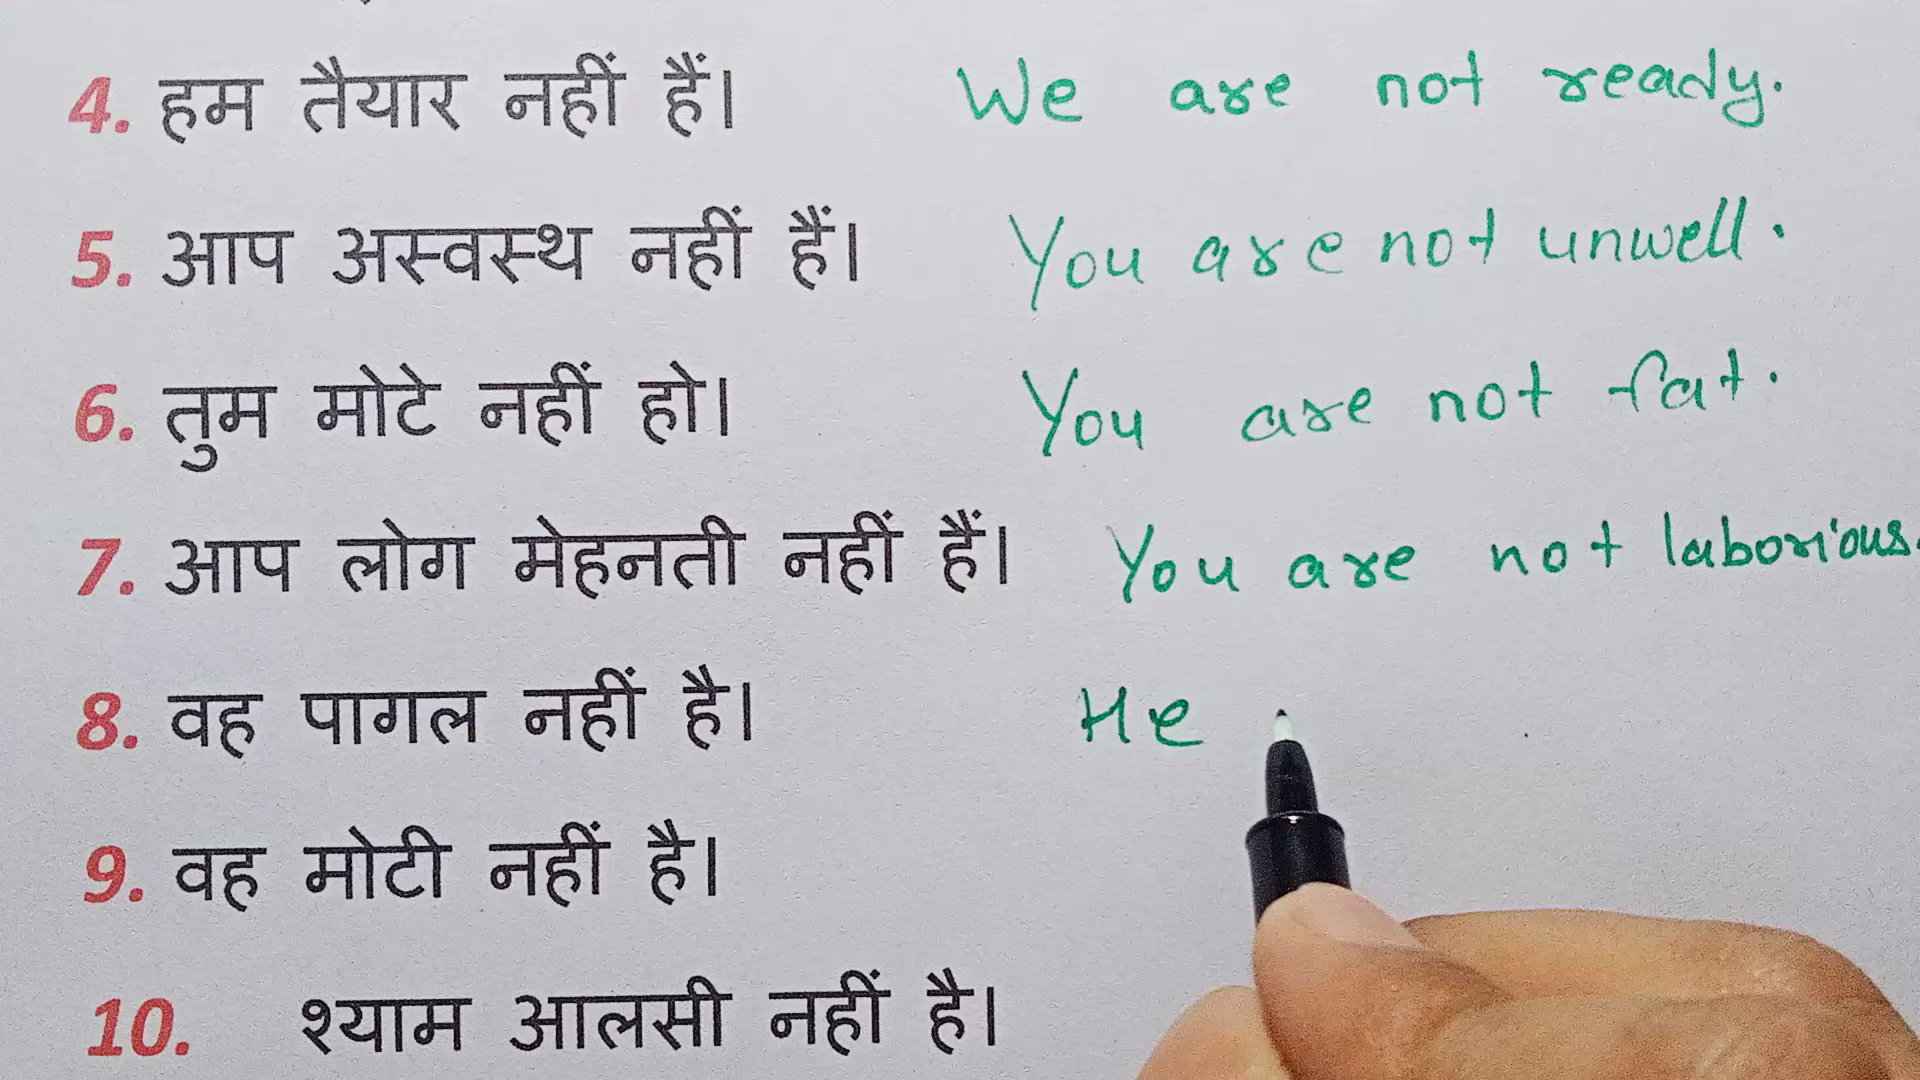 4. हम तैयार नहीं हैं। We are not ready.
5. आप अस्वस्थ नहीं हैं। You are not unwell.
6. तुम मोटे नहीं हो। You are not fat.
7. आप लोग मेहनती नहीं हैं। You are not laborious.
8. वह पागल नहीं है। He
9. वह मोटी नहीं है।
10. श्याम आलसी नहीं है।